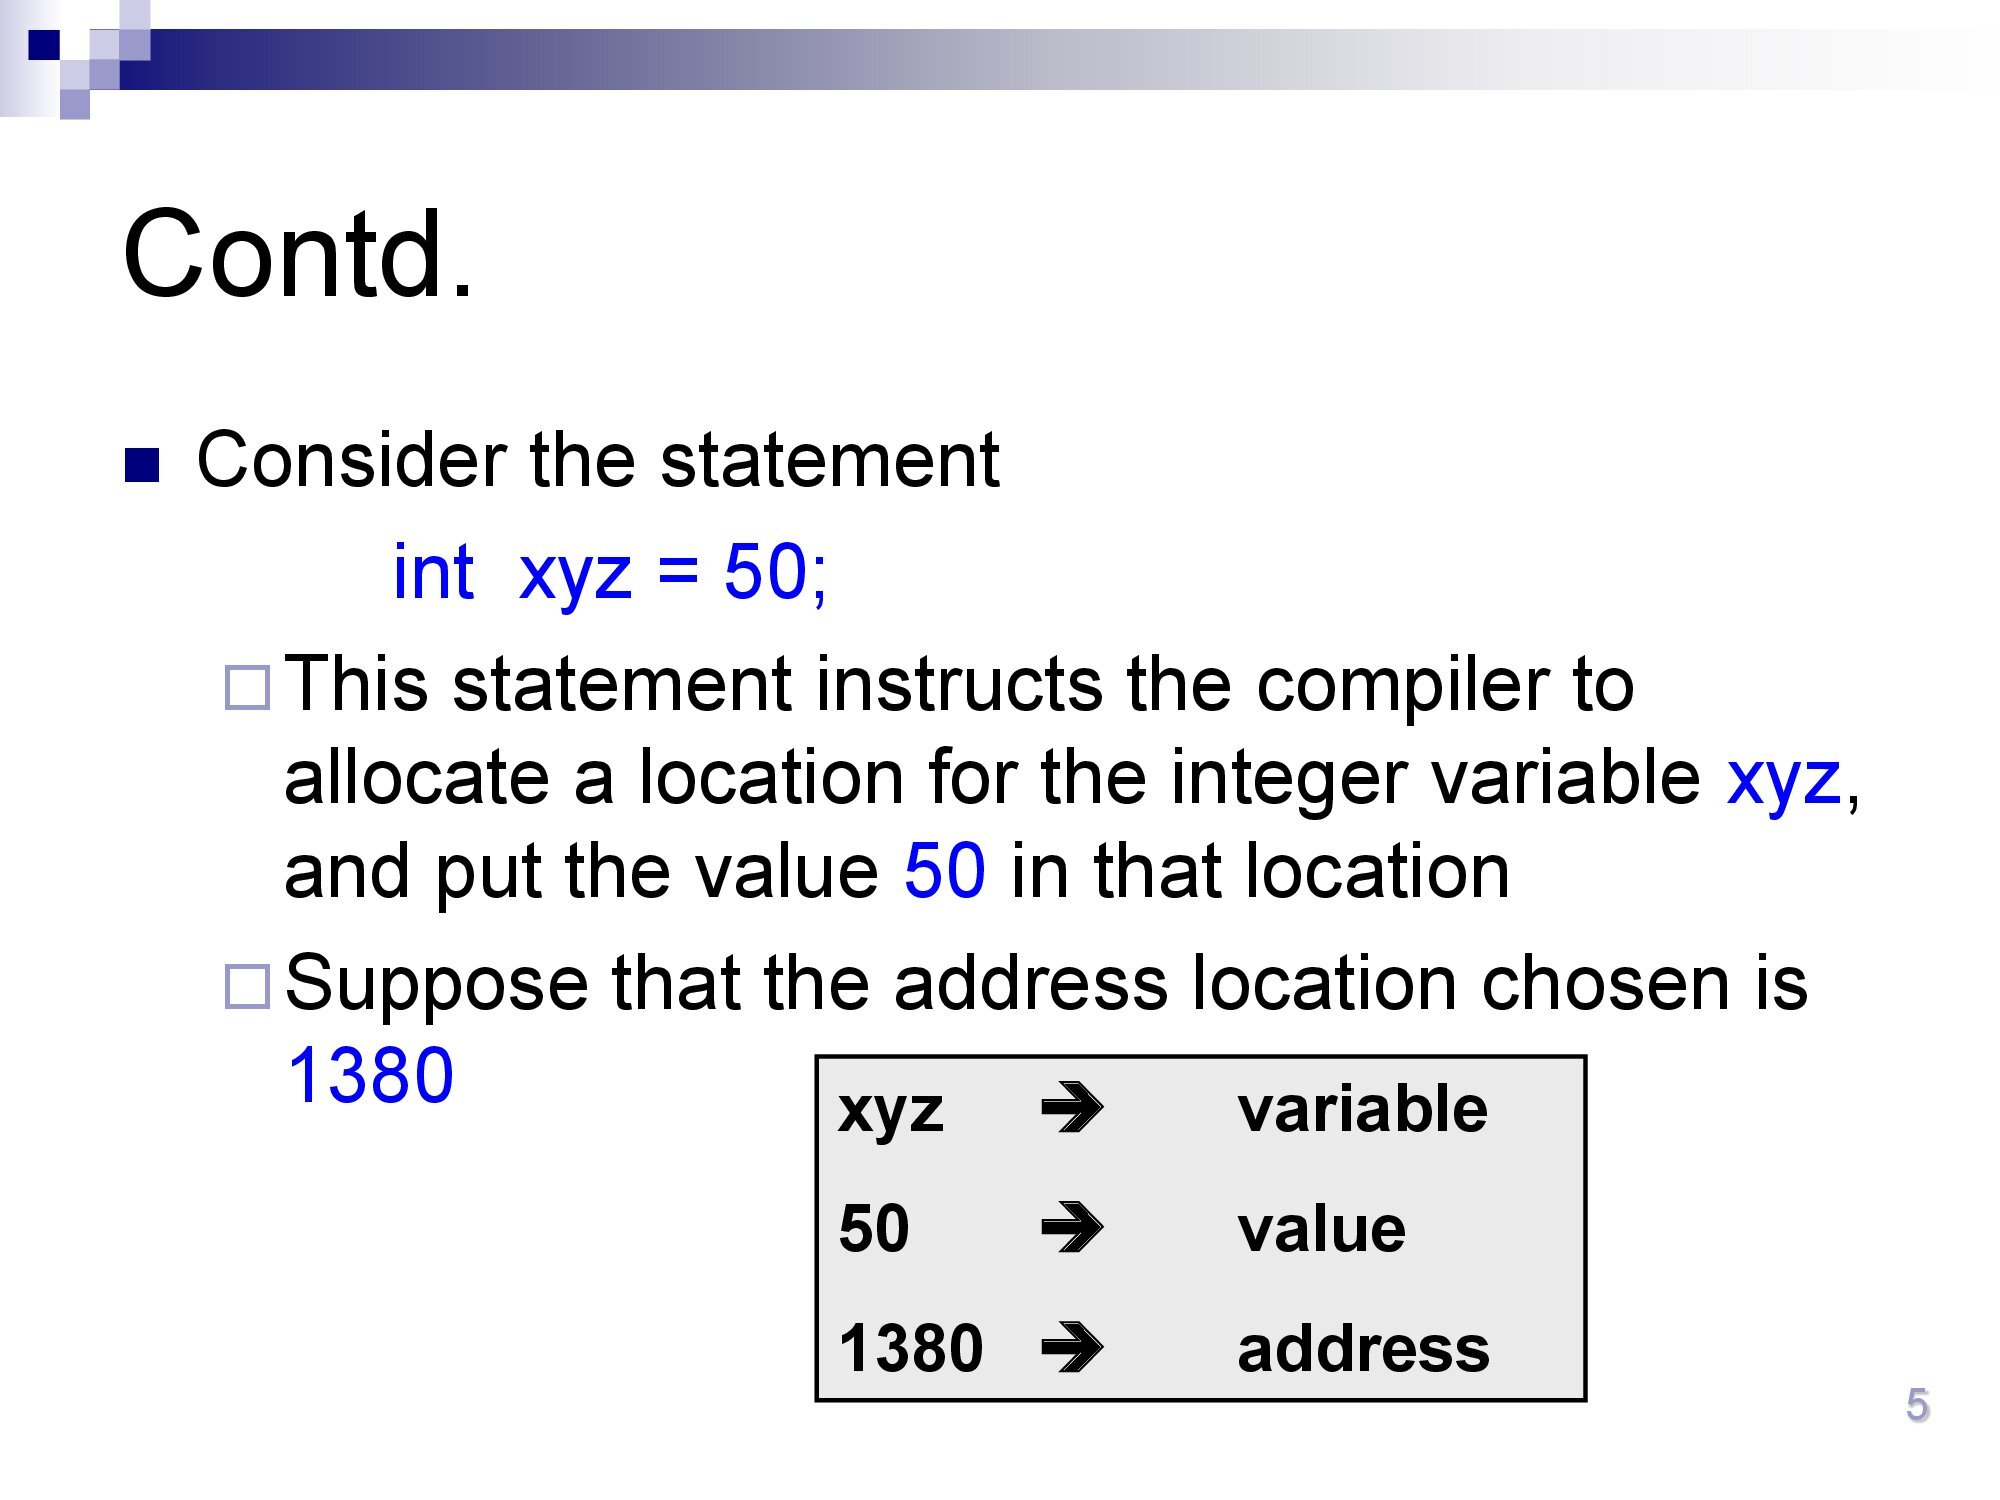 Contd.
Consider the statement
int xyz = 50;
This statement instructs the compiler to
allocate a location for the integer variable xyz,
and put the value 50 in that location
Suppose that the address location chosen is
1380
xyz ➔ variable
50 ➔ value
1380 ➔ address
5